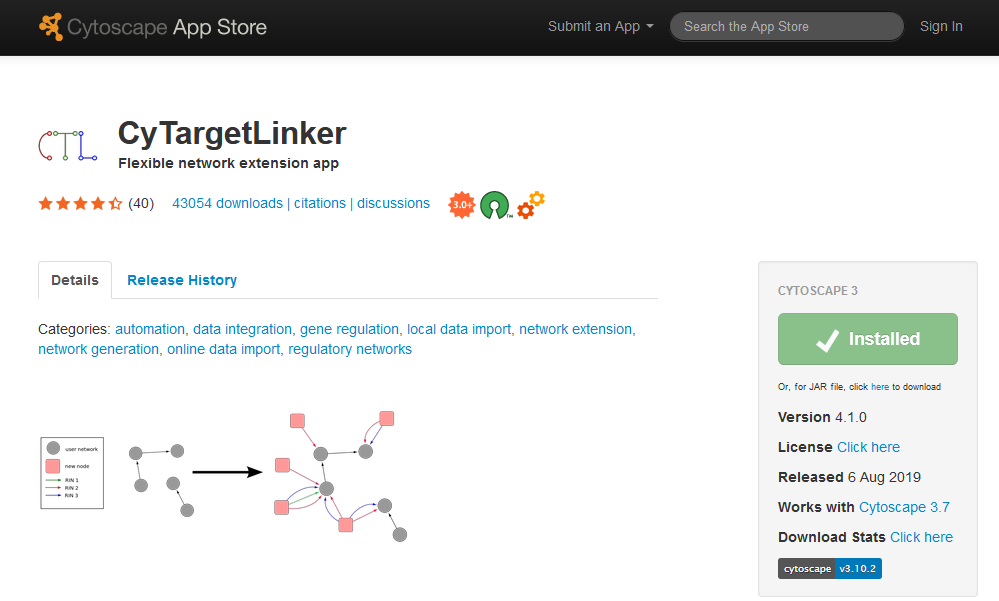 Cytoscape App Store
Submit an App
Search the App Store
Sign In
CTL
CyTargetLinker
Flexible network extension app
(40) 43054 downloads | citations | discussions
3.0+
TM
Details
Release History
Categories: automation, data integration, gene regulation, local data import, network extension,
network generation, online data import, regulatory networks
user network
new node
RIN 1
RIN 2
RIN 3
CYTOSCAPE 3
Installed
Or, for JAR file, click here to download
Version 4.1.0
License Click here
Released 6 Aug 2019
Works with Cytoscape 3.7
Download Stats Click here
cytoscape v3.10.2